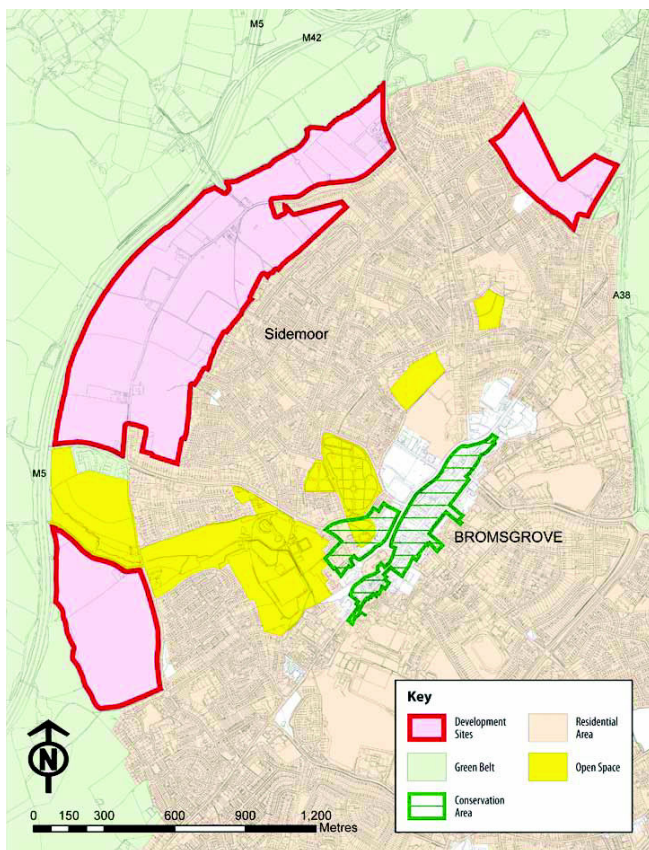 M5
M42
A38
Sidemoor
M5
BROMSGROVE
Key
Development Sites
Residential Area
Green Belt
Open Space
Conservation Area
N
0 150 300 600 900 1,200
Metres